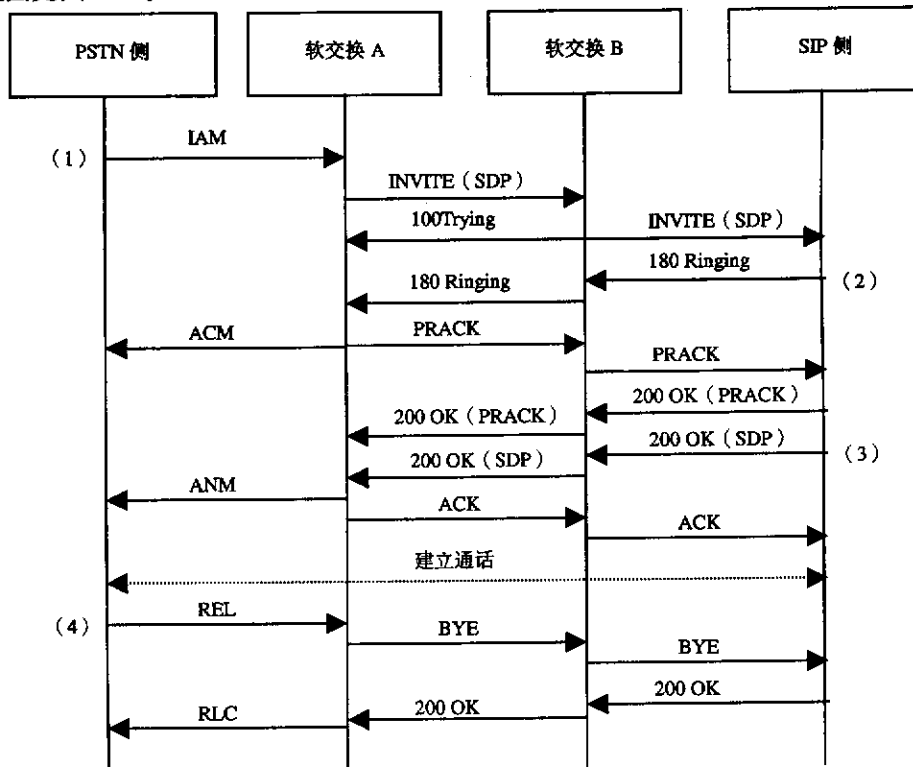 PSTN 侧
软交换 A
软交换 B
SIP 侧
(1)
IAM
INVITE(SDP)
100Trying
INVITE(SDP)
180 Ringing
(2)
180 Ringing
ACM
PRACK
PRACK
200 OK(PRACK)
200 OK(PRACK)
200 OK(SDP)
(3)
200 OK(SDP)
ANM
ACK
ACK
建立通话
(4)
REL
BYE
BYE
200 OK
RLC
200 OK